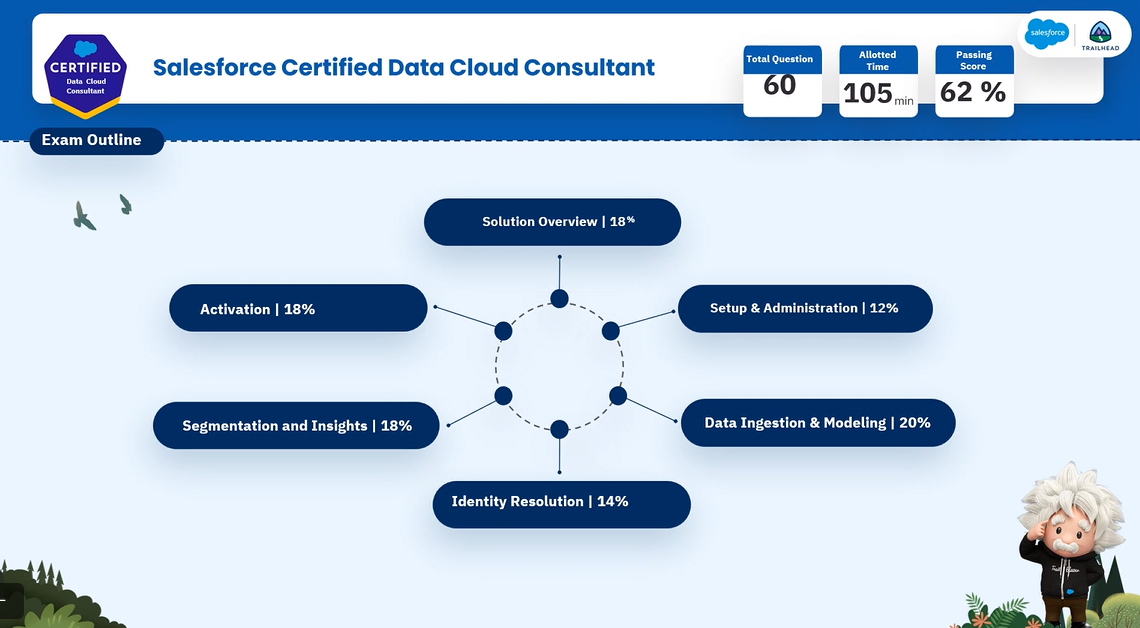 CERTIFIED
Data Cloud
Consultant
Salesforce Certified Data Cloud Consultant
Total Question
60
Allotted
Time
105 min
Passing
Score
62 %
salesforce
TRAILHEAD
Exam Outline
Solution Overview | 18%
Activation | 18%
Setup & Administration | 12%
Segmentation and Insights | 18%
Data Ingestion & Modeling | 20%
Identity Resolution | 14%